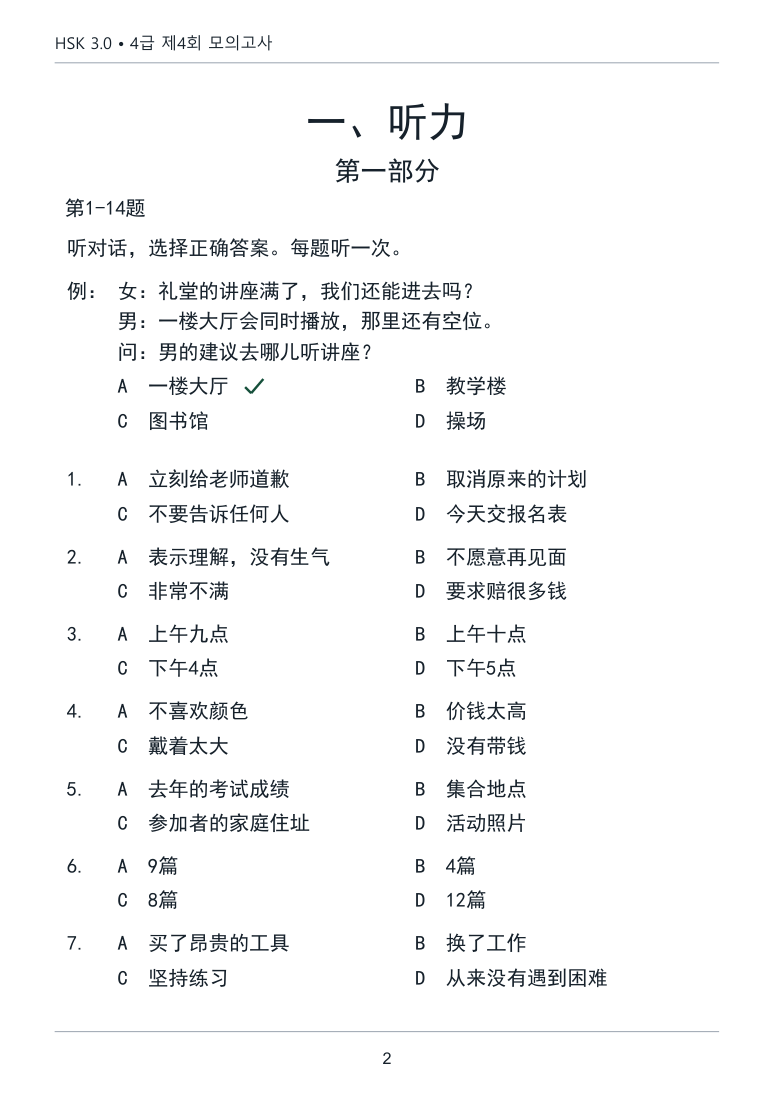 HSK 3.0 • 4급 제4회 모의고사
一、听力
第一部分
第1-14题
听对话，选择正确答案。每题听一次。
例： 女：礼堂的讲座满了，我们还能进去吗？
男：一楼大厅会同时播放，那里还有空位。
问：男的建议去哪儿听讲座？
A 一楼大厅 ✓ B 教学楼
C 图书馆 D 操场
1. A 立刻给老师道歉 B 取消原来的计划
C 不要告诉任何人 D 今天交报名表
2. A 表示理解，没有生气 B 不愿意再见面
C 非常不满 D 要求赔很多钱
3. A 上午九点 B 上午十点
C 下午4点 D 下午5点
4. A 不喜欢颜色 B 价钱太高
C 戴着太大 D 没有带钱
5. A 去年的考试成绩 B 集合地点
C 参加者的家庭住址 D 活动照片
6. A 9篇 B 4篇
C 8篇 D 12篇
7. A 买了昂贵的工具 B 换了工作
C 坚持练习 D 从来没有遇到困难
2